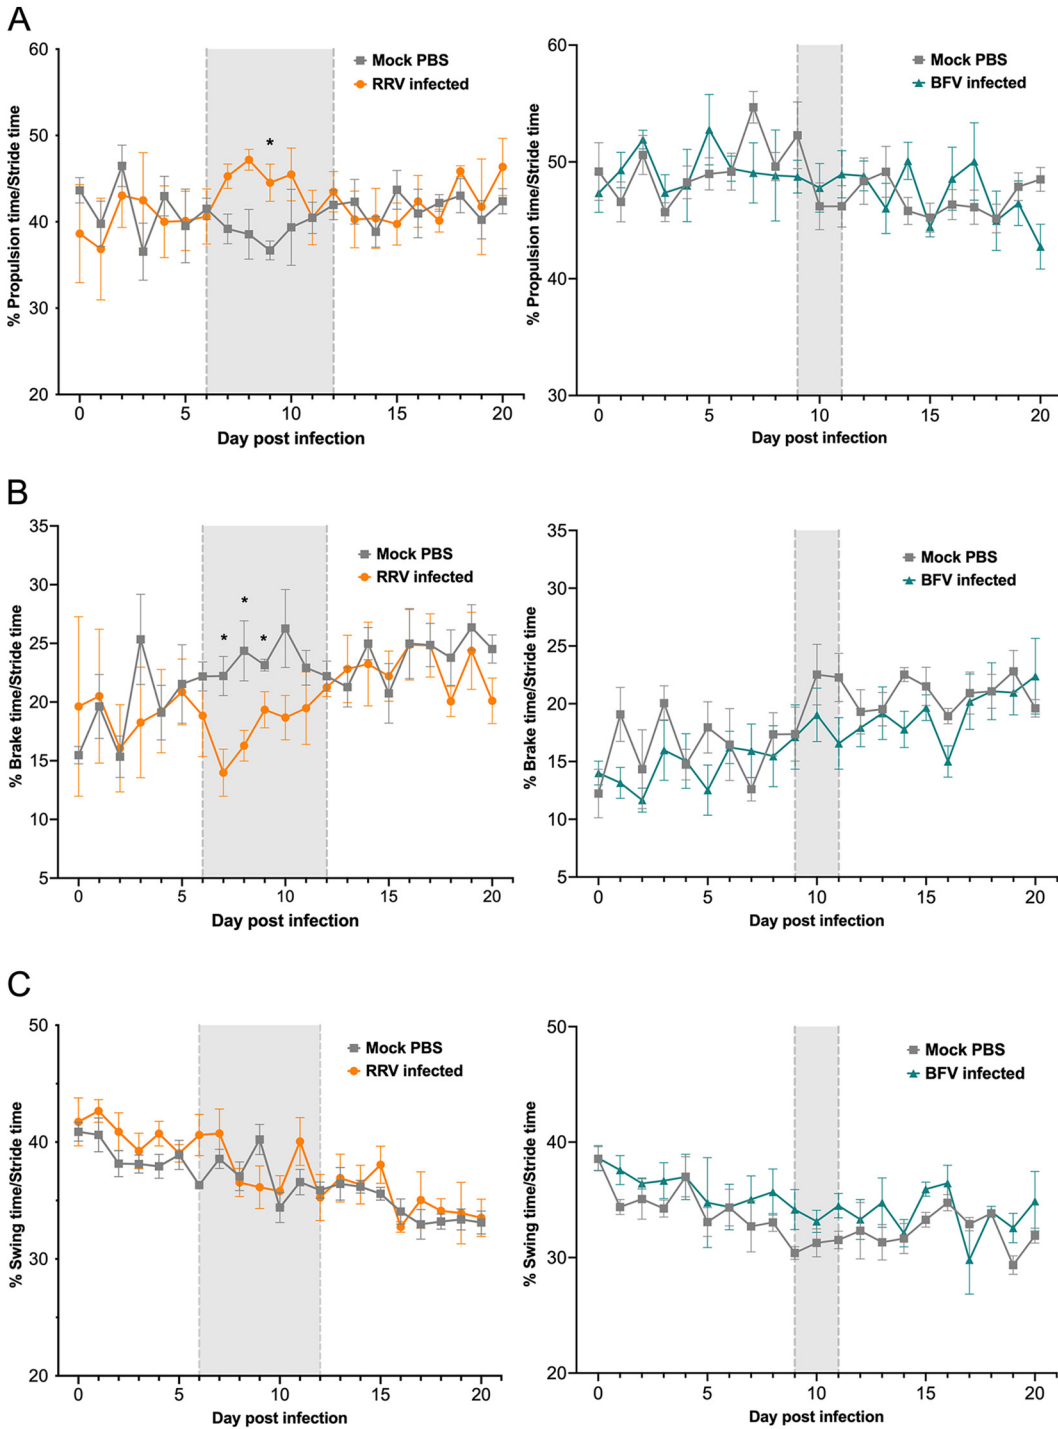 A
% Propulsion time/Stride time
60
50
40
30
20
0 5 10 15 20
Day post infection
Mock PBS
RRV infected
*
% Propulsion time/Stride time
60
50
40
30
0 5 10 15 20
Day post infection
Mock PBS
BFV infected
B
% Brake time/Stride time
35
30
25
20
15
10
5
0 5 10 15 20
Day post infection
Mock PBS
RRV infected
* * *
% Brake time/Stride time
35
30
25
20
15
10
5
0 5 10 15 20
Day post infection
Mock PBS
BFV infected
C
% Swing time/Stride time
50
40
30
20
0 5 10 15 20
Day post infection
Mock PBS
RRV infected
% Swing time/Stride time
50
40
30
20
0 5 10 15 20
Day post infection
Mock PBS
BFV infected